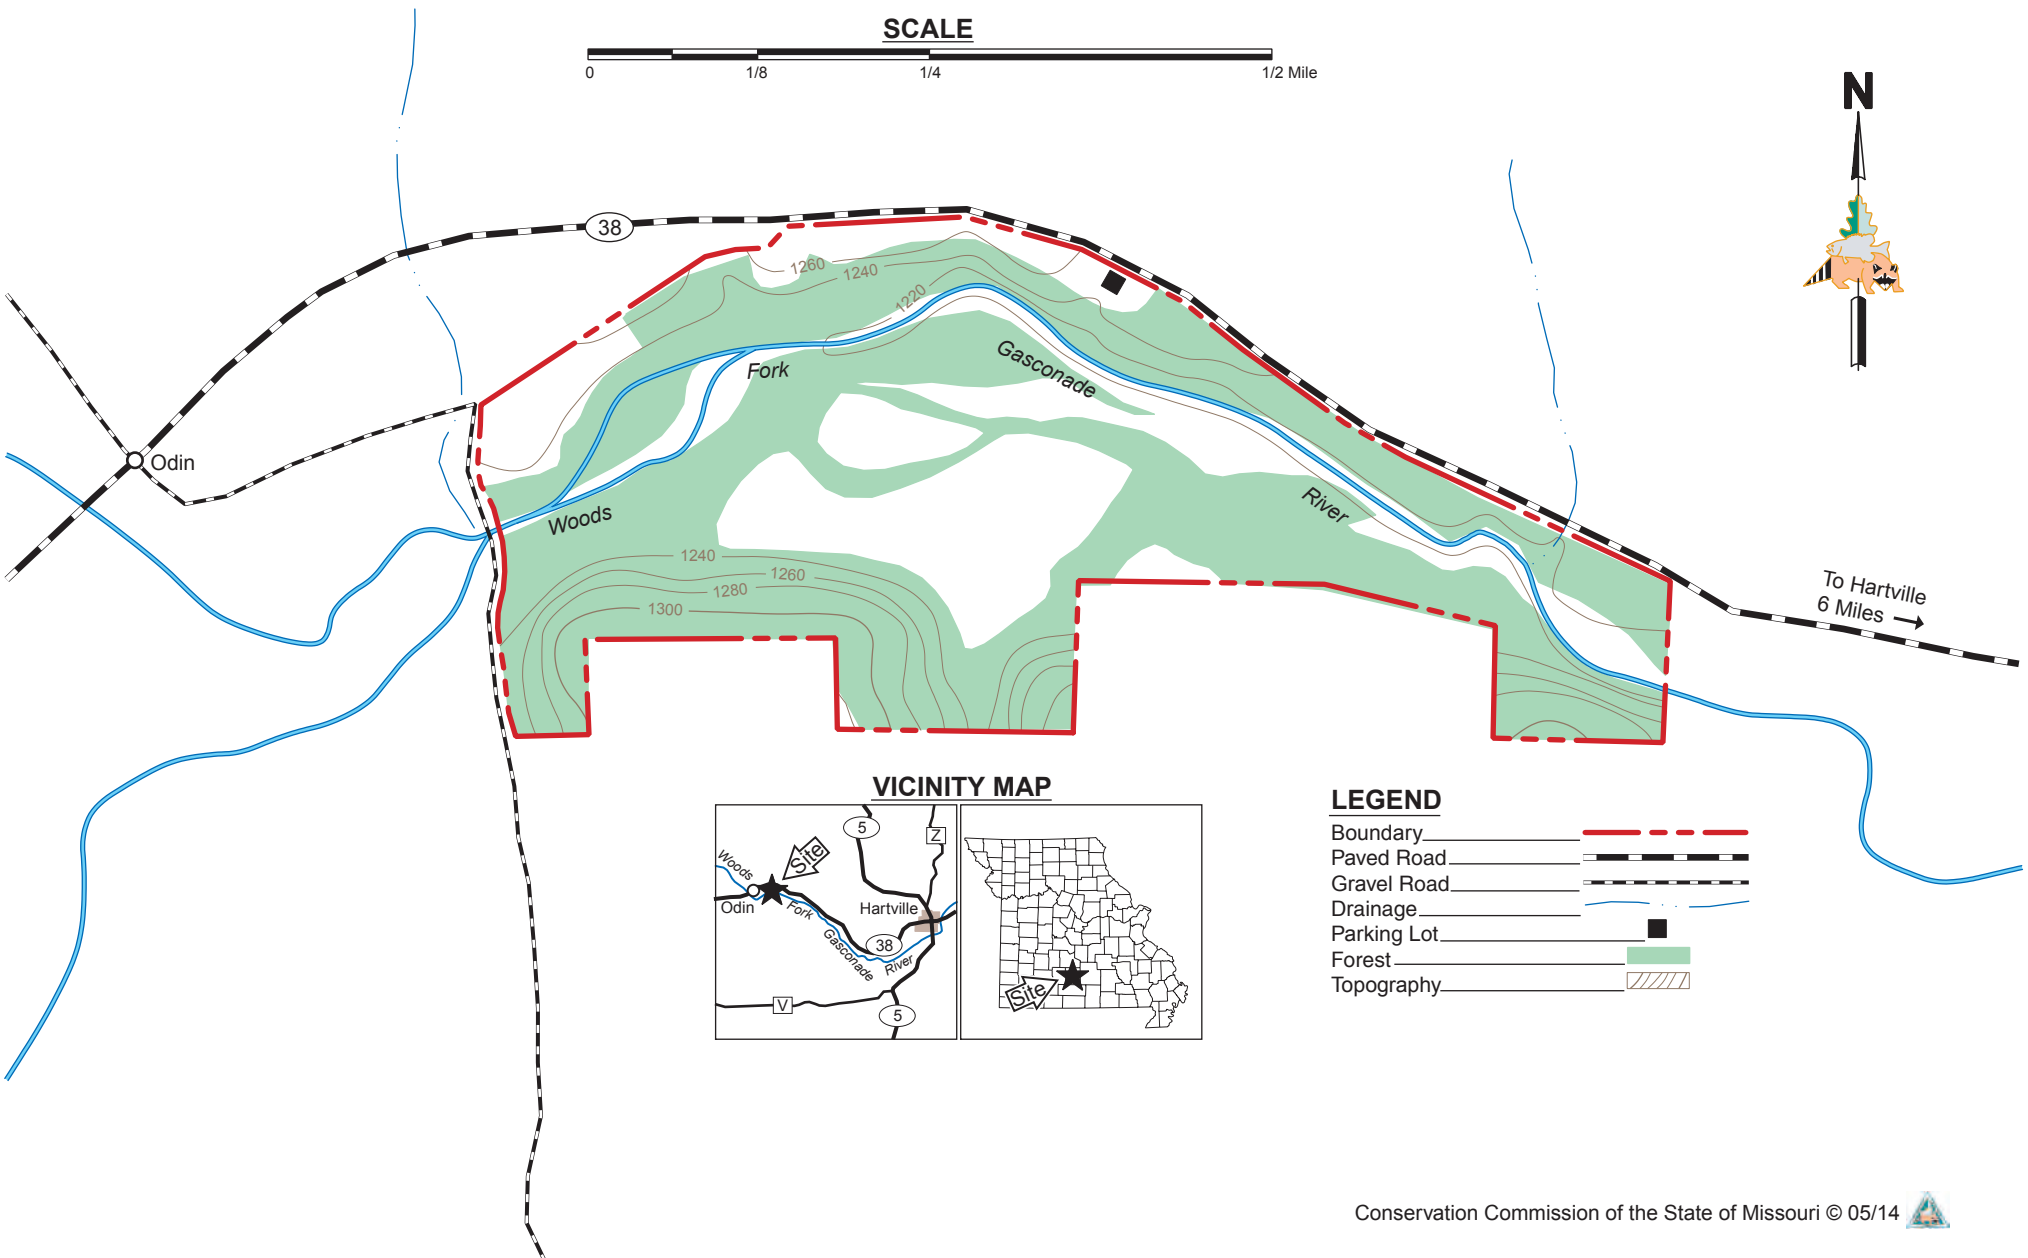 SCALE
0 1/8 1/4 1/2 Mile
N
38
1260
1240
1220
Fork
Gasconade
Odin
Woods
River
1240
1260
1280
1300
To Hartville
6 Miles
VICINITY MAP
5
Z
Site
Woods
Odin
Fork
Hartville
38
Gasconade
River
V
5
Site
LEGEND
Boundary
Paved Road
Gravel Road
Drainage
Parking Lot
Forest
Topography
Conservation Commission of the State of Missouri © 05/14